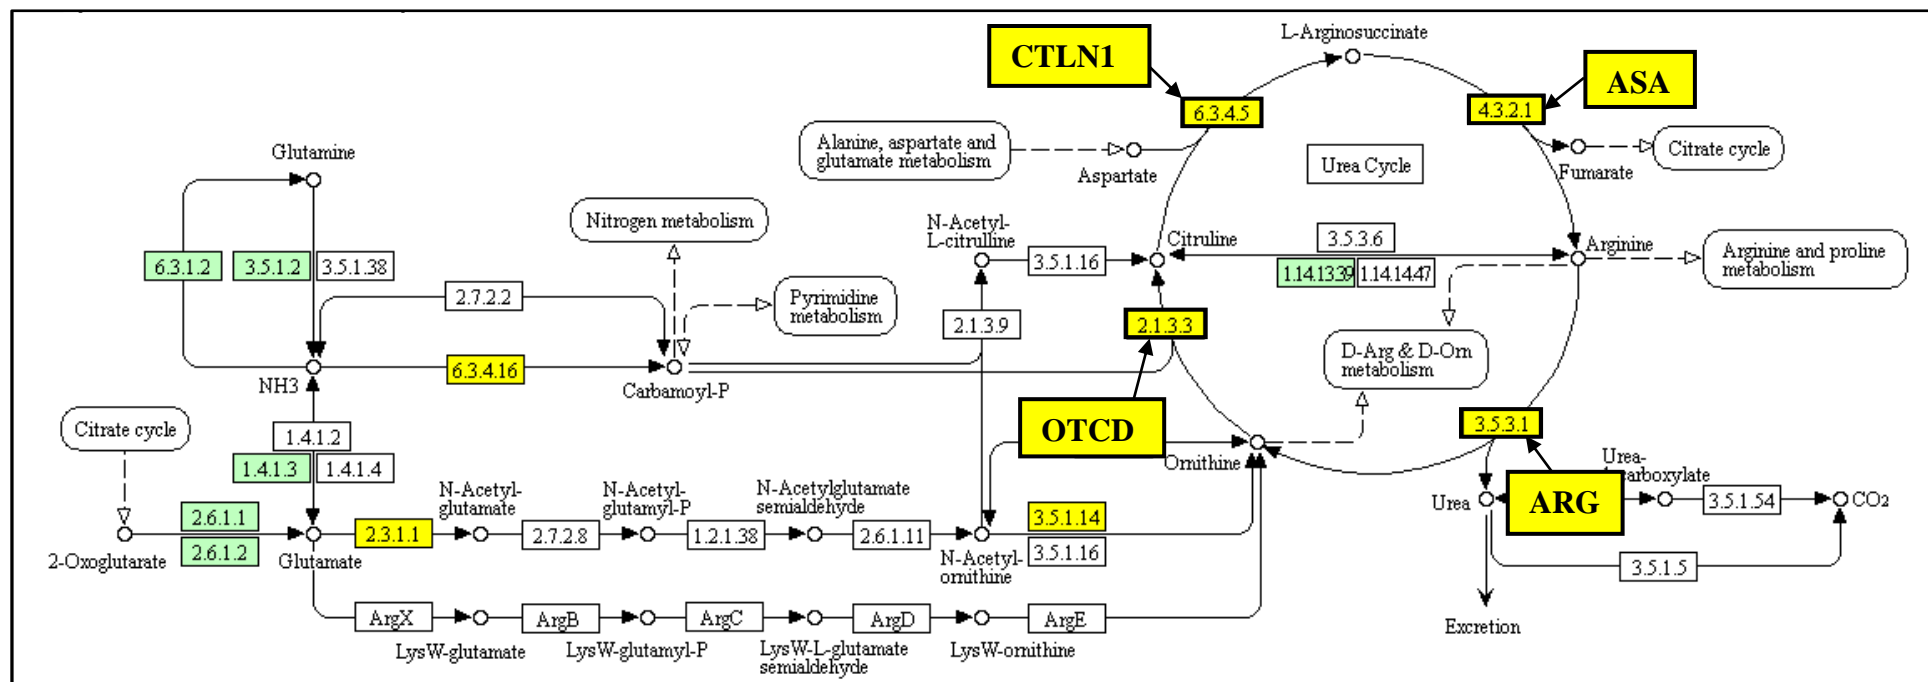 CTLN1
L-Arginosuccinate
ASA
6.3.4.5
4.3.2.1
Alanine, aspartate and
glutamate metabolism
Aspartate
Urea Cycle
Fumarate
Citrate cycle
Glutamine
Nitrogen metabolism
N-Acetyl-
L-citrulline
Citruline
3.5.3.6
Arginine
Arginine and proline
metabolism
6.3.1.2
3.5.1.2
3.5.1.38
3.5.1.16
1.14.13.39
1.14.14.47
2.7.2.2
Pyrimidine
metabolism
2.1.3.9
2.1.3.3
D-Arg & D-Orn
metabolism
NH3
6.3.4.16
Carbamoyl-P
OTCD
3.5.3.1
Citrate cycle
1.4.1.2
1.4.1.3
1.4.1.4
Ornithine
Urea-
carboxylate
Urea
ARG
3.5.1.54
CO2
N-Acetyl-
glutamate
N-Acetyl-
glutamyl-P
N-Acetylglutamate
semialdehyde
2.6.1.1
2.6.1.2
2-Oxoglutarate
Glutamate
2.3.1.1
2.7.2.8
1.2.1.38
2.6.1.11
N-Acetyl-
ornithine
3.5.1.14
3.5.1.16
3.5.1.5
Excretion
ArgX
ArgB
ArgC
ArgD
ArgE
LysW-glutamate
LysW-glutamyl-P
LysW-L-glutamate
semialdehyde
LysW-ornithine